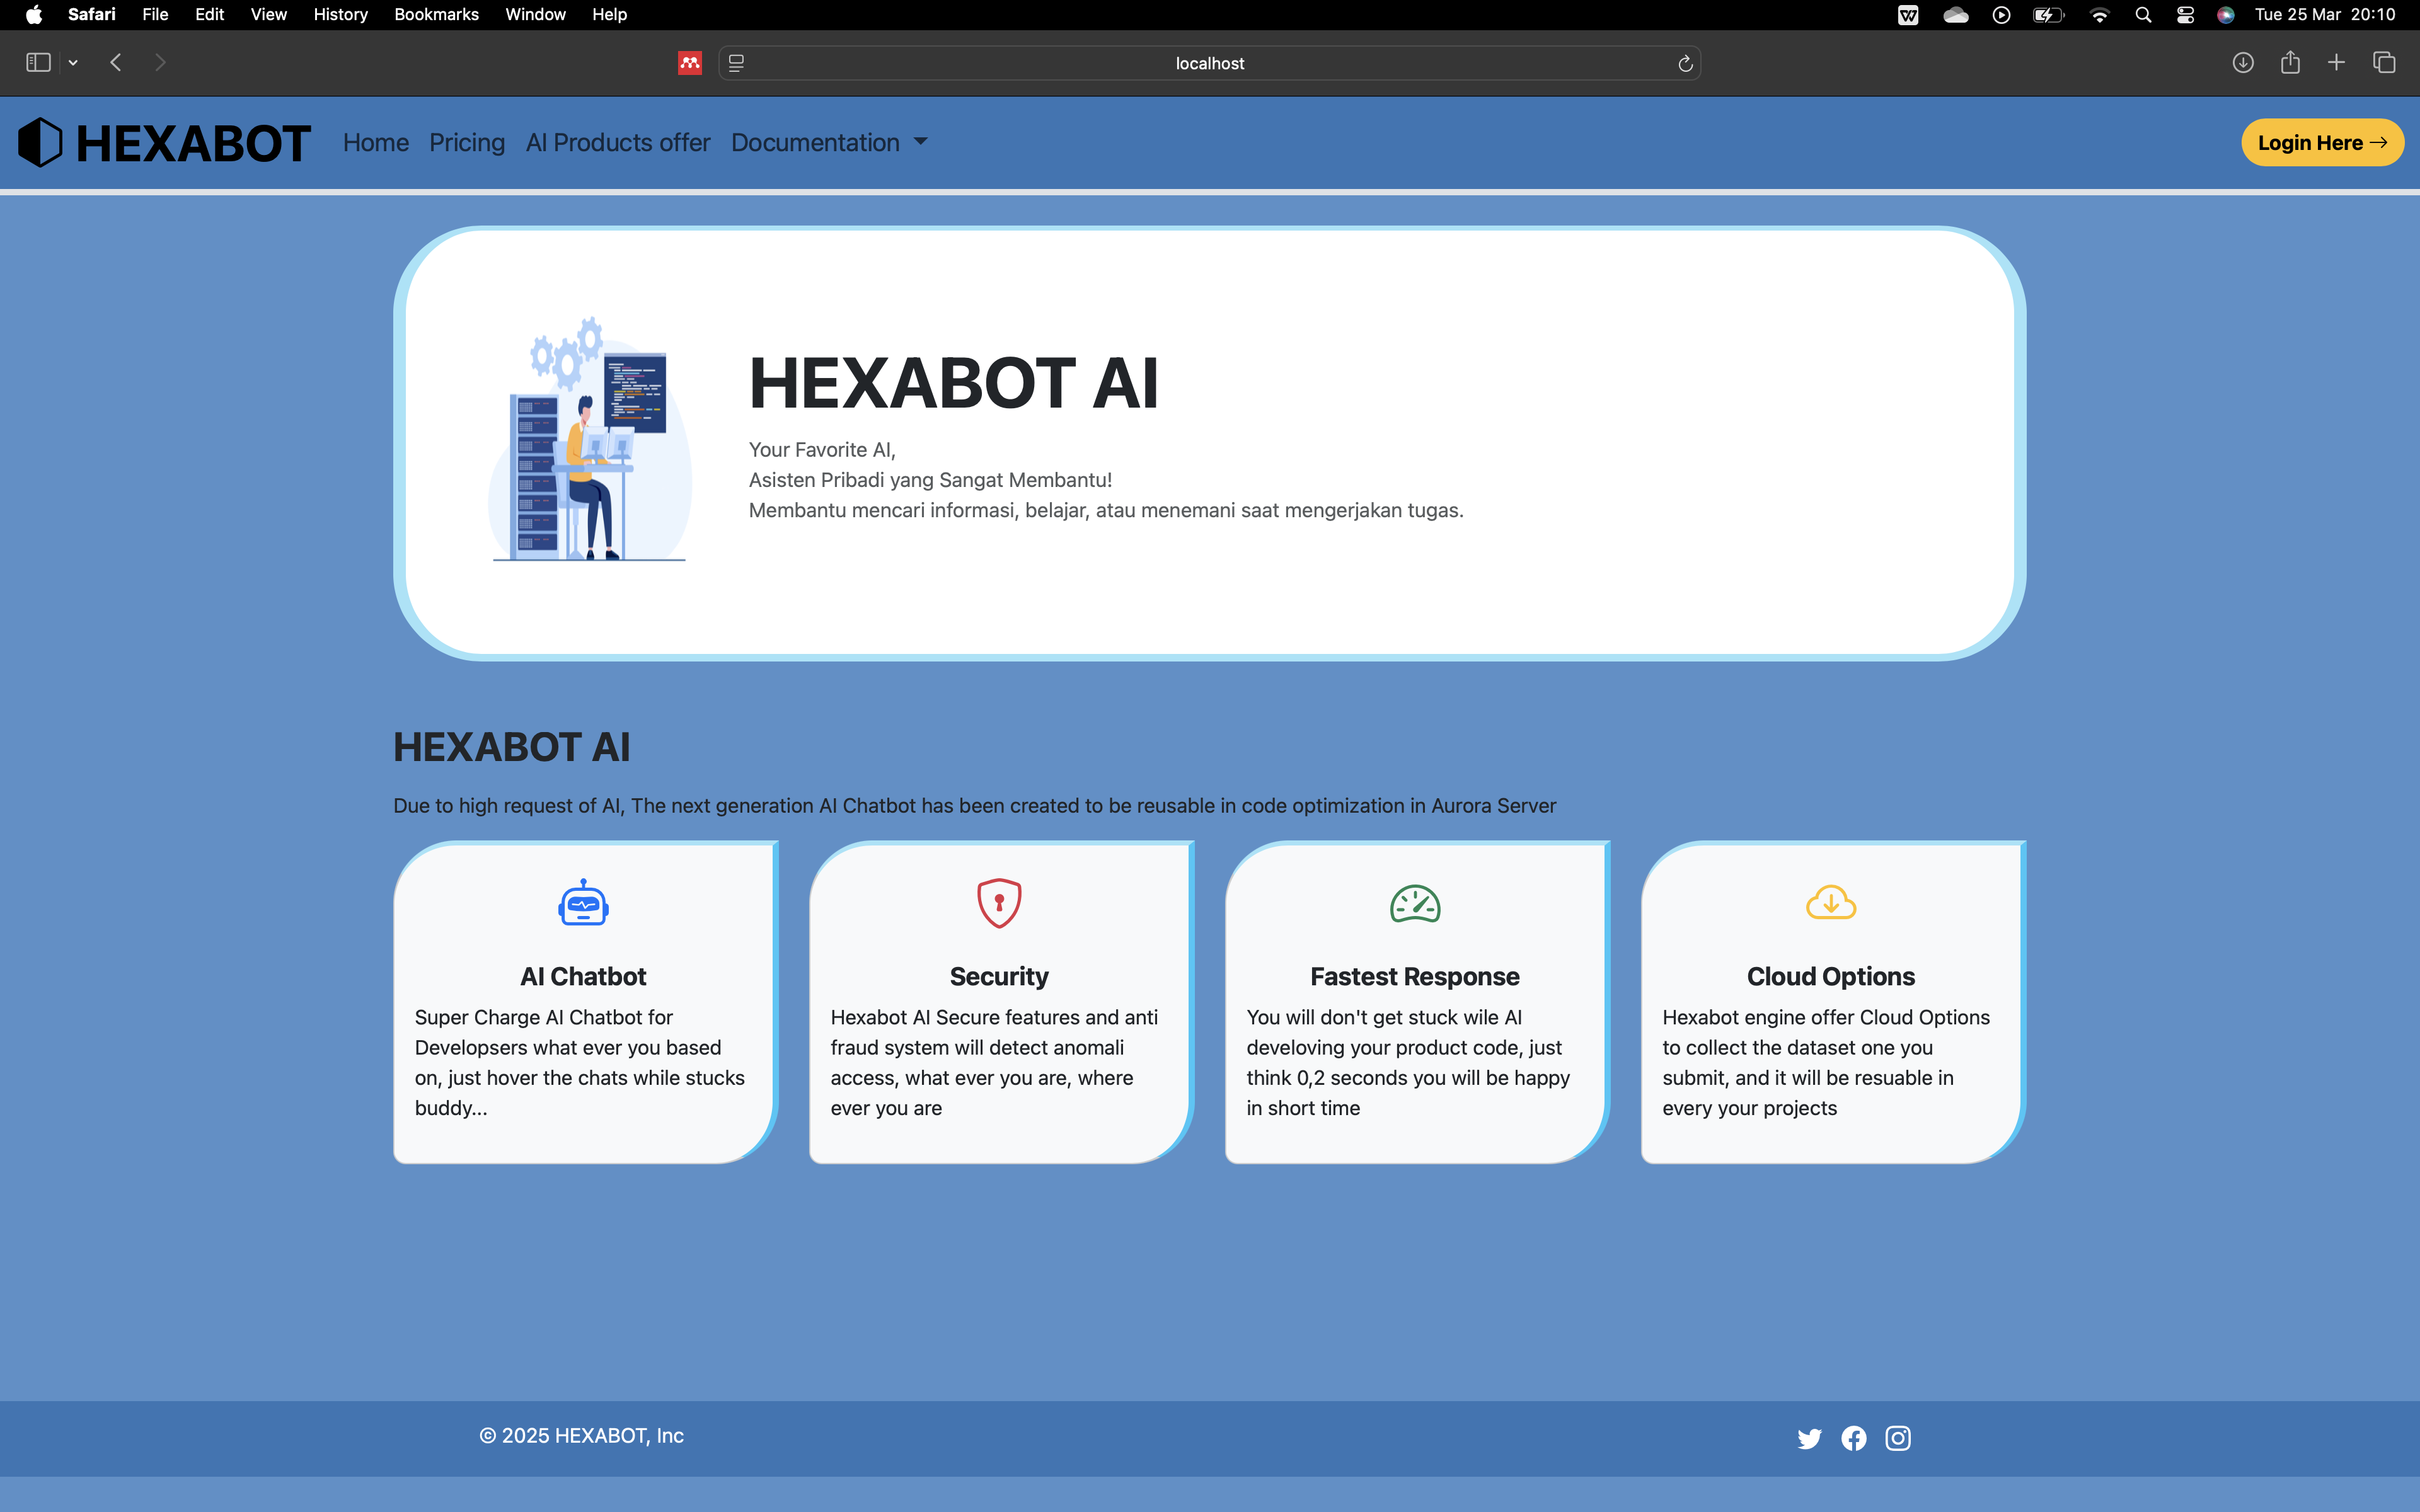 Safari File Edit View History Bookmarks Window Help Tue 25 Mar 20:10
localhost
HEXABOT Home Pricing AI Products offer Documentation Login Here
HEXABOT AI
Your Favorite AI,
Asisten Pribadi yang Sangat Membantu!
Membantu mencari informasi, belajar, atau menemani saat mengerjakan tugas.
HEXABOT AI
Due to high request of AI, The next generation AI Chatbot has been created to be reusable in code optimization in Aurora Server
AI Chatbot
Super Charge AI Chatbot for
Developsers what ever you based
on, just hover the chats while stucks
buddy...
Security
Hexabot AI Secure features and anti
fraud system will detect anomali
access, what ever you are, where
ever you are
Fastest Response
You will don't get stuck wile AI
develoving your product code, just
think 0,2 seconds you will be happy
in short time
Cloud Options
Hexabot engine offer Cloud Options
to collect the dataset one you
submit, and it will be resuable in
every your projects
© 2025 HEXABOT, Inc